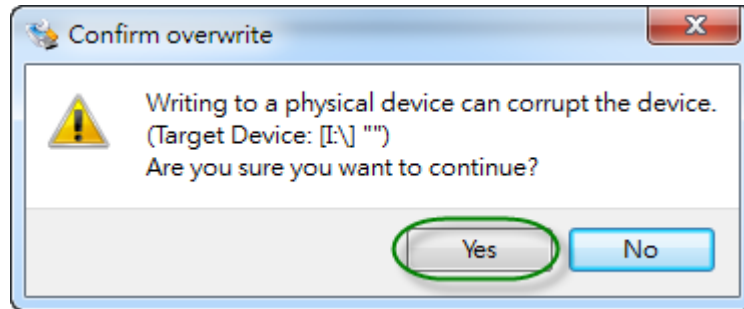 Confirm overwrite
Writing to a physical device can corrupt the device.
(Target Device: [I:\] "")
Are you sure you want to continue?
Yes
No